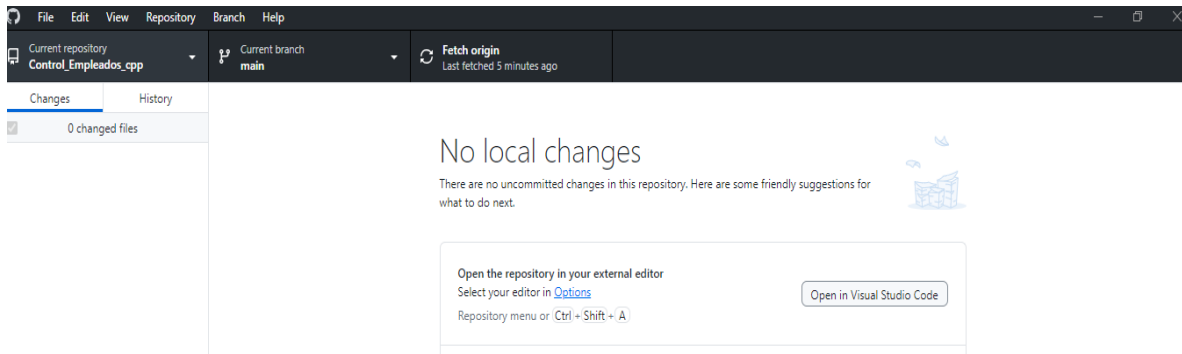 File Edit View Repository Branch Help
Current repository
Control_Empleados_cpp
Current branch
main
Fetch origin
Last fetched 5 minutes ago
Changes History
0 changed files
No local changes
There are no uncommitted changes in this repository. Here are some friendly suggestions for
what to do next.
Open the repository in your external editor
Select your editor in Options
Repository menu or Ctrl + Shift + A
Open in Visual Studio Code